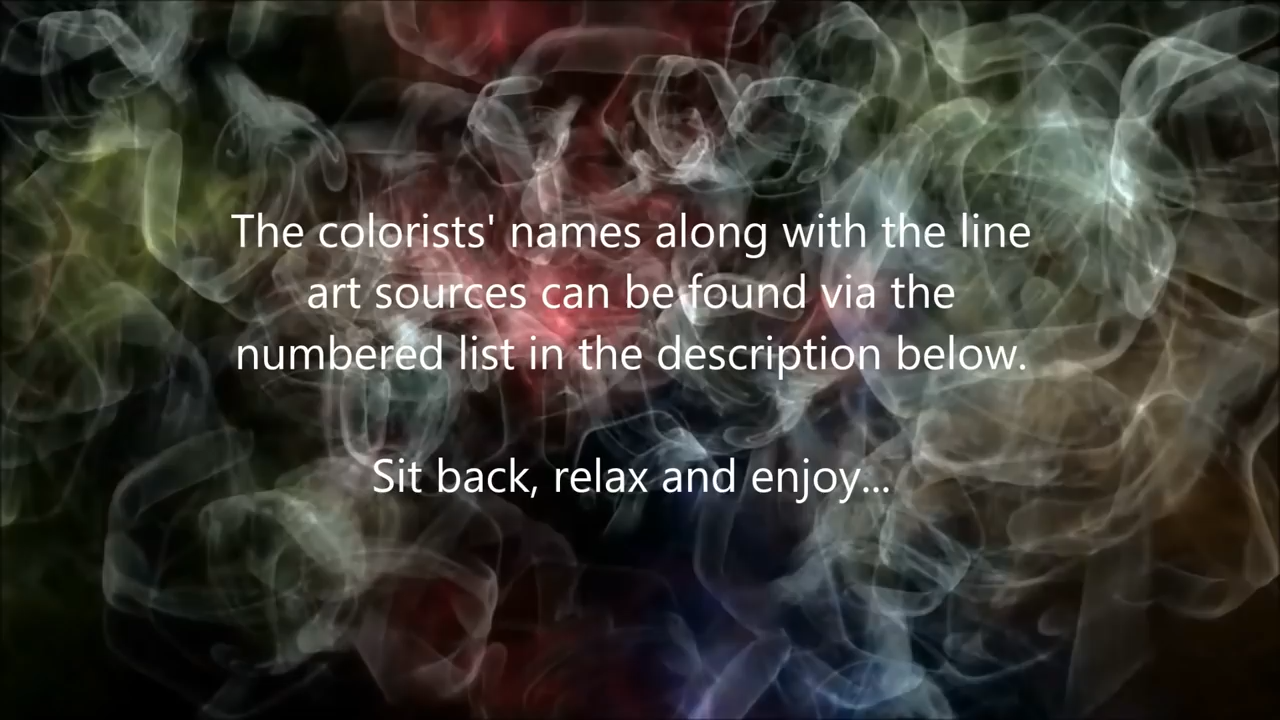 The colorists' names along with the line
art sources can be found via the
numbered list in the description below.
Sit back, relax and enjoy...